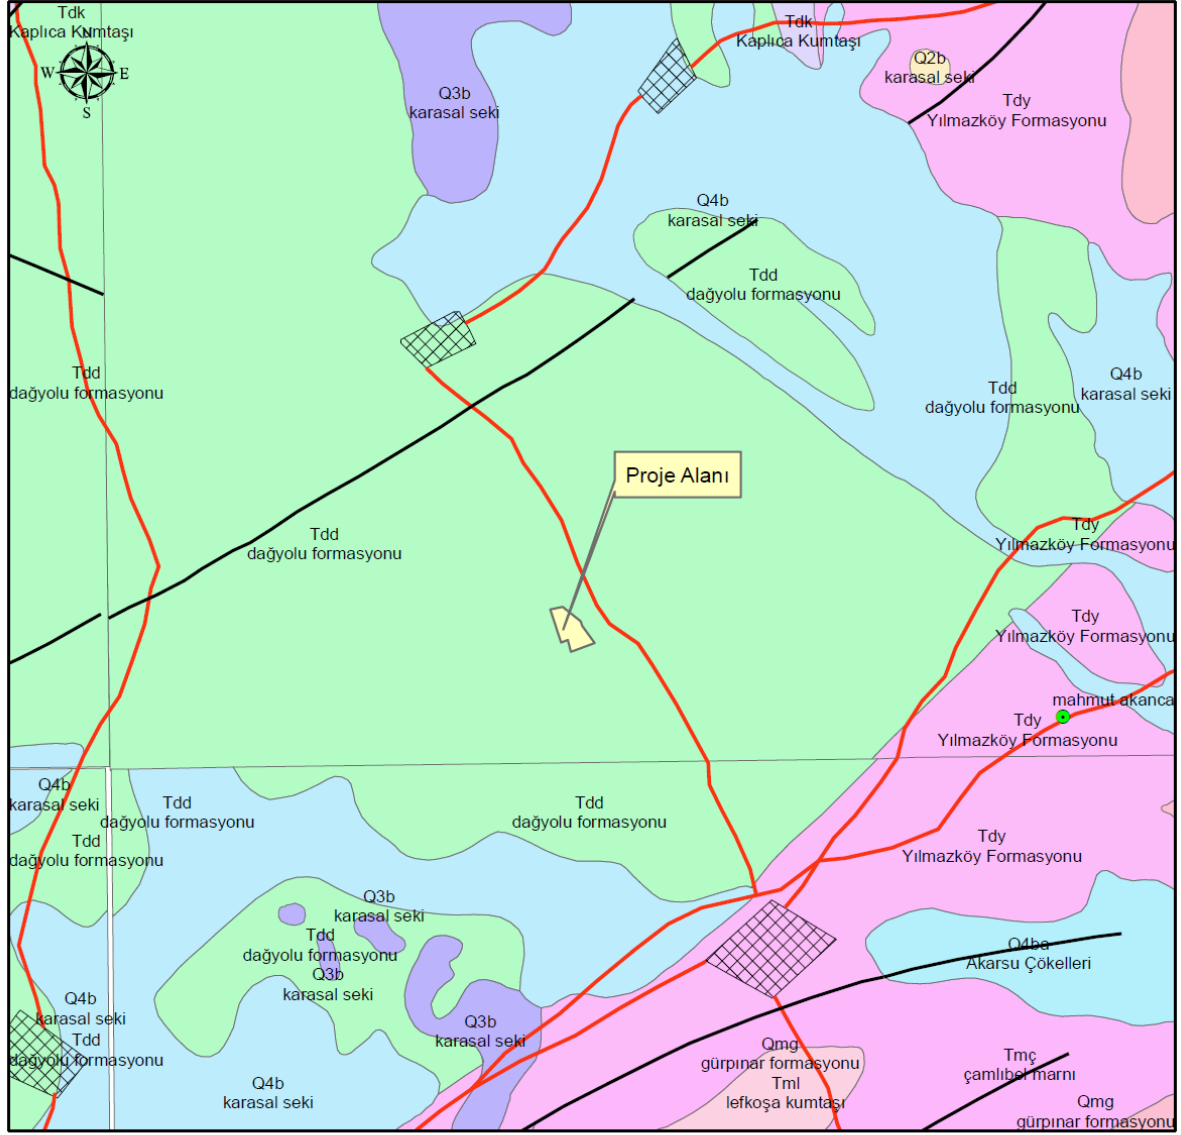 Tdk
Kaplıca Kumtaşı
N
W
E
S
Q3b
karasal seki
Tdk
Kaplıca Kumtaşı
Q2b
karasal seki
Tdy
Yılmazköy Formasyonu
Q4b
karasal seki
Tdd
dağyolu formasyonu
Tdd
dağyolu formasyonu
Tdd
dağyolu formasyonu
Q4b
karasal seki
Proje Alanı
Tdd
dağyolu formasyonu
Tdy
Yılmazköy Formasyonu
Tdy
Yılmazköy Formasyonu
mahmut akanca
Tdy
Yılmazköy Formasyonu
Q4b
karasal seki
Tdd
dağyolu formasyonu
Tdd
dağyolu formasyonu
Tdd
dağyolu formasyonu
Tdy
Yılmazköy Formasyonu
Q3b
karasal seki
Tdd
dağyolu formasyonu
Q3b
karasal seki
Q4ba
Akarsu Çökelleri
Q4b
karasal seki
Tdd
dağyolu formasyonu
Q3b
karasal seki
Q4b
karasal seki
Qmg
gürpınar formasyonu
Tml
lefkoşa kumtaşı
Tmç
çamlıbel marnı
Qmg
gürpınar formasyonu